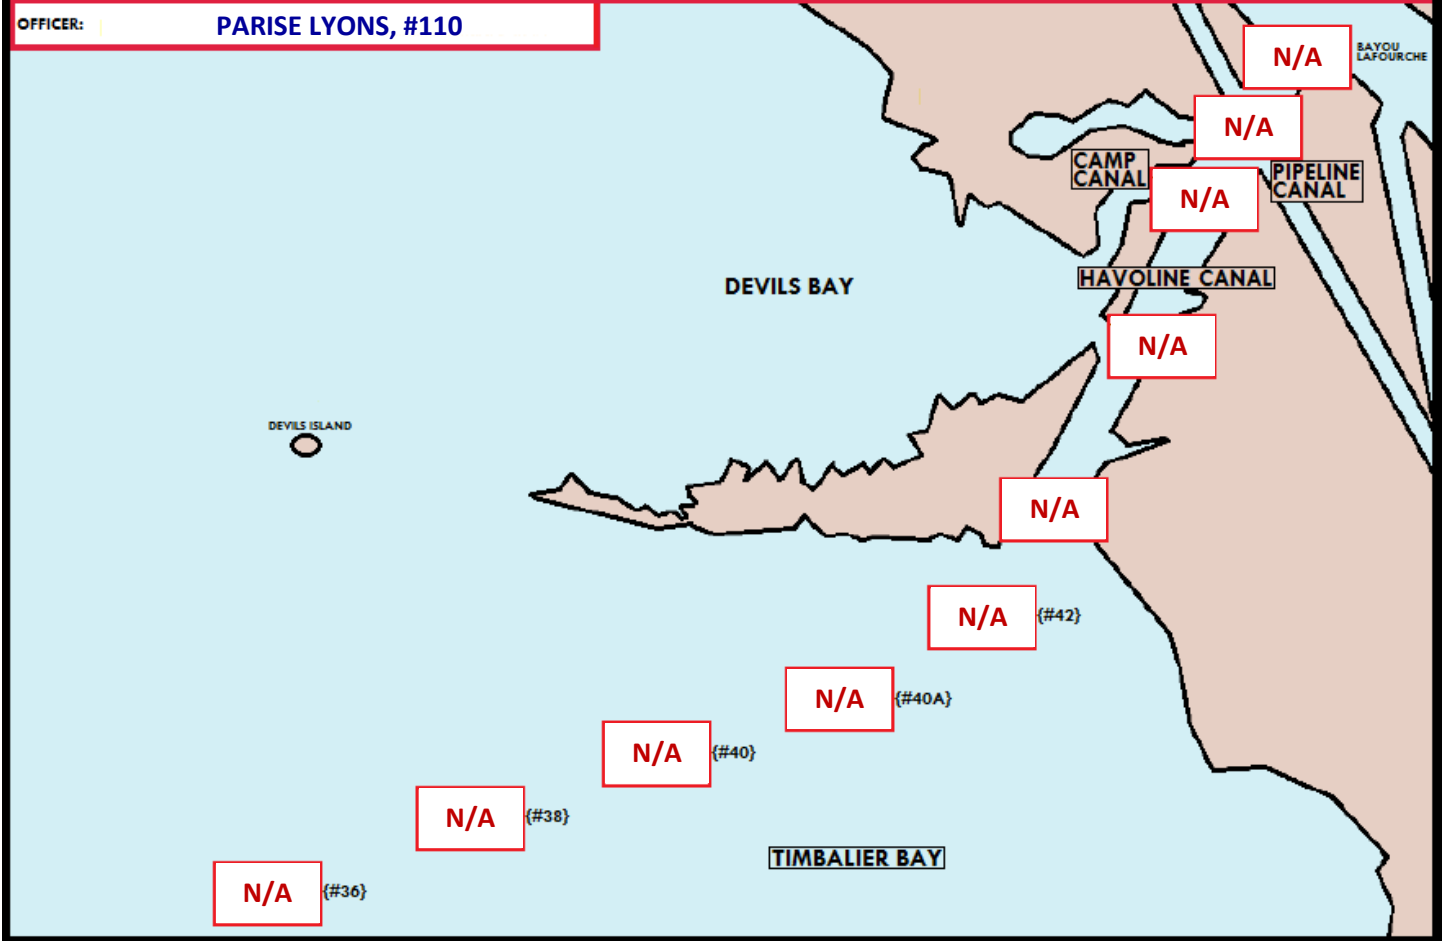 OFFICER: PARISE LYONS, #110
N/A
BAYOU
LAFOURCHE
N/A
CAMP
CANAL
PIPELINE
CANAL
N/A
HAVOLINE CANAL
DEVILS BAY
N/A
DEVILS ISLAND
N/A
N/A {#42}
N/A {#40A}
N/A {#40}
N/A {#38}
TIMBALIER BAY
N/A {#36}